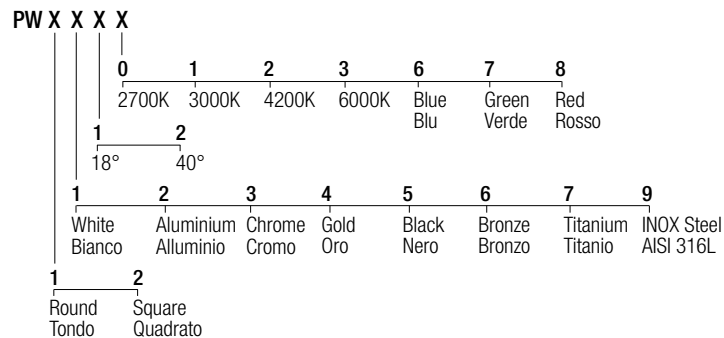 PW X X X X
0 1 2 3 6 7 8
2700K 3000K 4200K 6000K Blue Green Red
Blu Verde Rosso
1 2
18° 40°
1 2 3 4 5 6 7 9
White Aluminium Chrome Gold Black Bronze Titanium INOX Steel
Bianco Alluminio Cromo Oro Nero Bronzo Titanio AISI 316L
1 2
Round Square
Tondo Quadrato